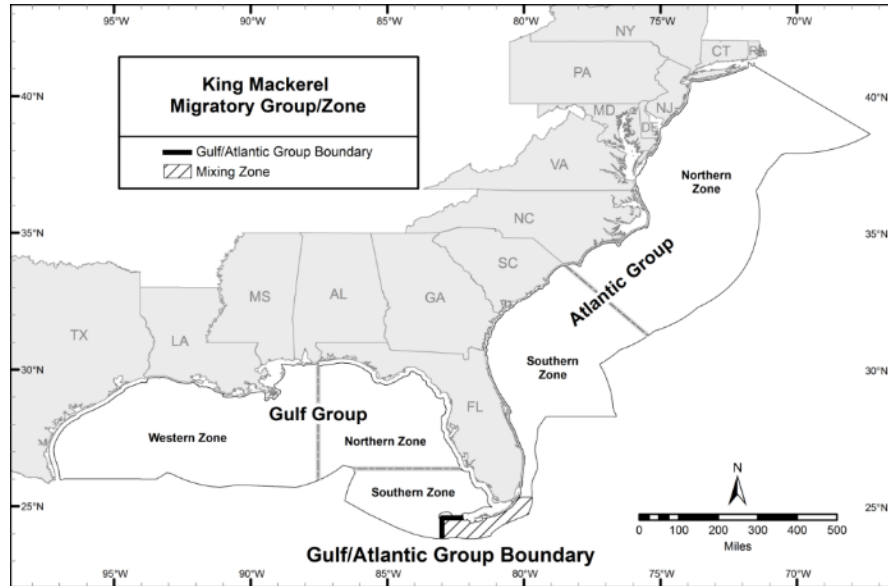 85°W
80°W
75°W
70°W
NY
CT
RI
PA
40°N
40°N
King Mackerel
Migratory Group/Zone
MD
NJ
DE
Gulf/Atlantic Group Boundary
Mixing Zone
VA
Northern
Zone
NC
35°N
35°N
SC
Atlantic Group
MS
AL
GA
TX
LA
30°N
30°N
Southern
Zone
FL
Gulf Group
Western Zone
Northern Zone
Southern Zone
N
25°N
25°N
0 50 100 200 300 400 500
Miles
Gulf/Atlantic Group Boundary
95°W
90°W
85°W
80°W
75°W
70°W